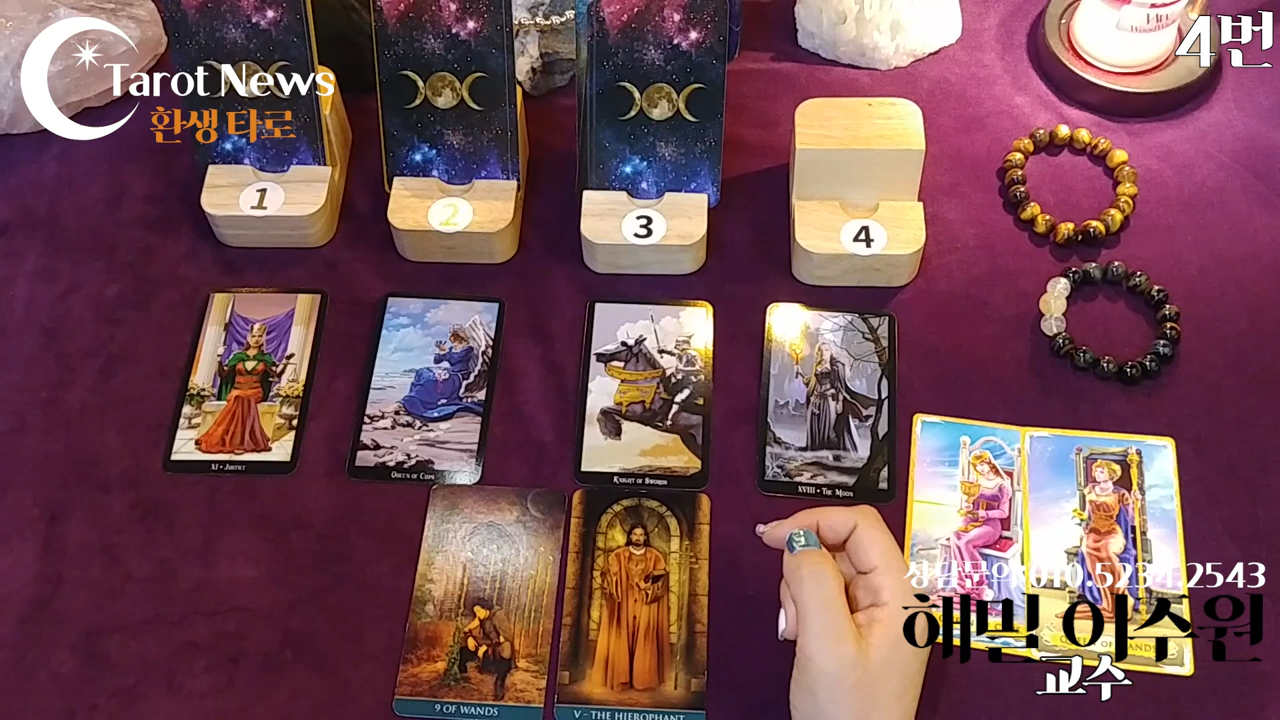 4번
Tarot News
환생 타로
1
2
3
4
XI • JUSTICE
QUEEN OF CUPS
KNIGHT OF SWORDS
XVIII • THE MOON
상담문의 010.5234.2543
해밀 이수원
교수
9 OF WANDS
V - THE HIEROPHANT